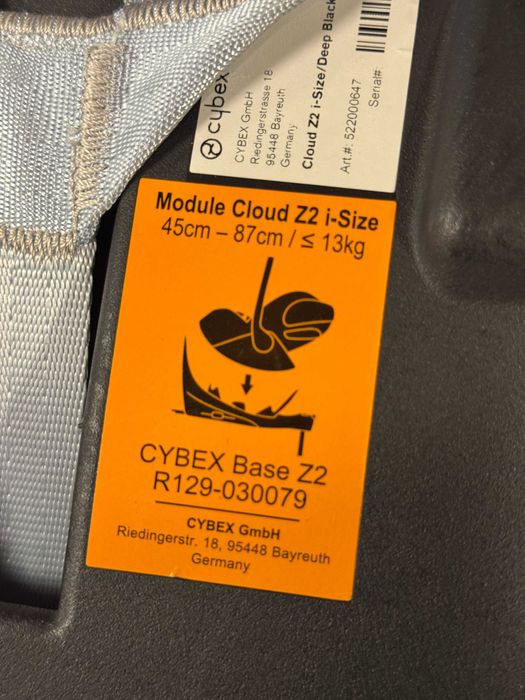 cybex
CYBEX GmbH
Riedingerstrasse 18
95448 Bayreuth
Germany
Cloud Z2 i-Size/Deep Black
Art.#: 522000647
Serial#:
Module Cloud Z2 i-Size
45cm – 87cm / ≤ 13kg
CYBEX Base Z2
R129-030079
CYBEX GmbH
Riedingerstr. 18, 95448 Bayreuth
Germany